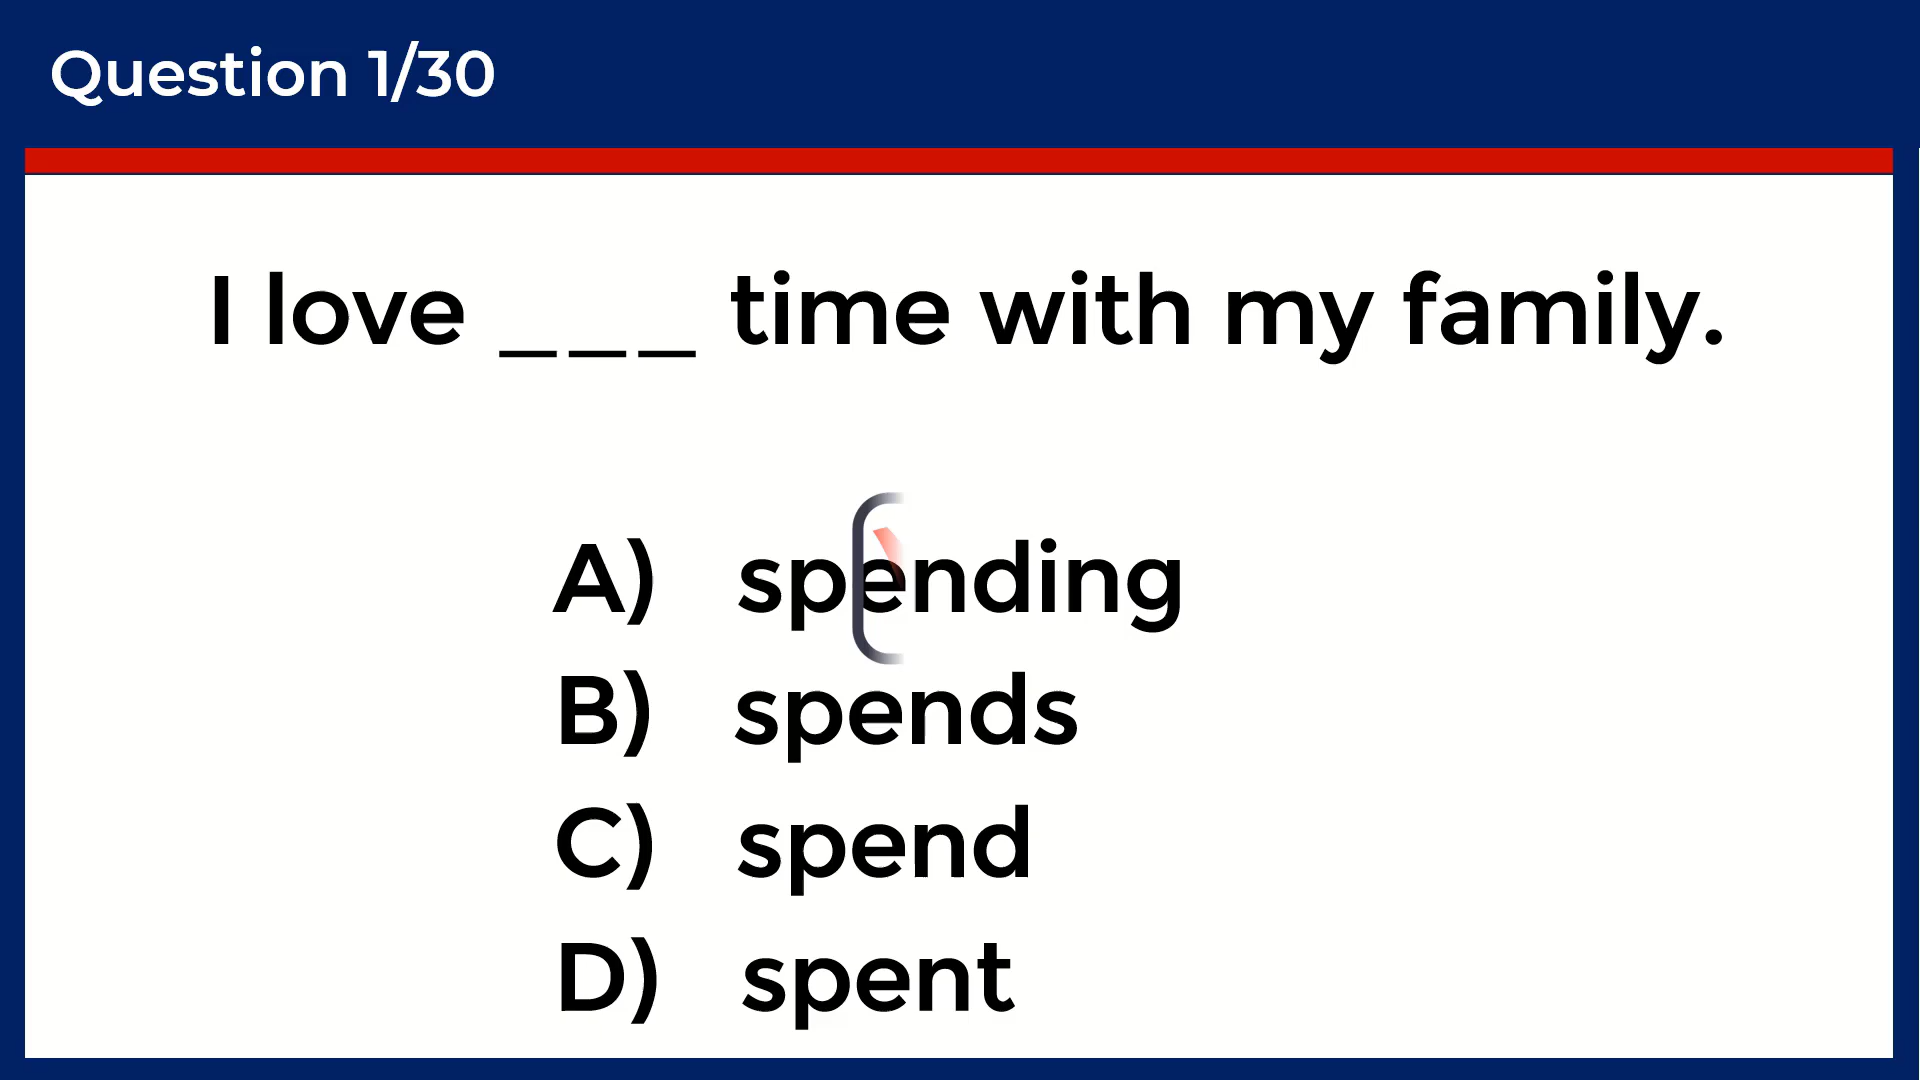 Question 1/30
I love ___ time with my family.
A) spending
B) spends
C) spend
D) spent